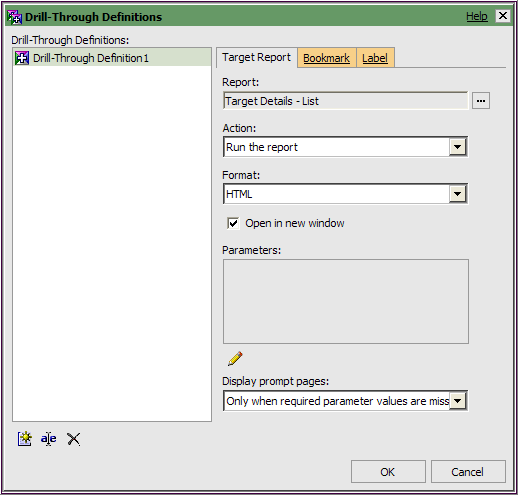 Drill-Through Definitions
Help
Drill-Through Definitions:
Drill-Through Definition1
Target Report
Bookmark
Label
Report:
Target Details - List
...
Action:
Run the report
Format:
HTML
Open in new window
Parameters:
Display prompt pages:
Only when required parameter values are miss
OK
Cancel